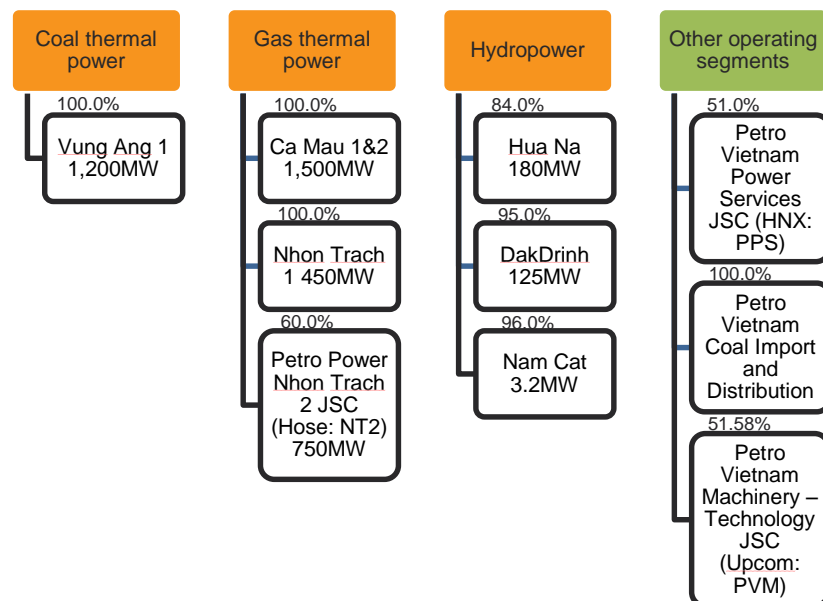 Coal thermal
power
100.0%
Vung Ang 1
1,200MW
Gas thermal
power
100.0%
Ca Mau 1&2
1,500MW
100.0%
Nhon Trach
1 450MW
60.0%
Petro Power
Nhon Trach
2 JSC
(Hose: NT2)
750MW
Hydropower
84.0%
Hua Na
180MW
95.0%
DakDrinh
125MW
96.0%
Nam Cat
3.2MW
Other operating
segments
51.0%
Petro
Vietnam
Power
Services
JSC (HNX:
PPS)
100.0%
Petro
Vietnam
Coal Import
and
Distribution
51.58%
Petro
Vietnam
Machinery –
Technology
JSC
(Upcom:
PVM)